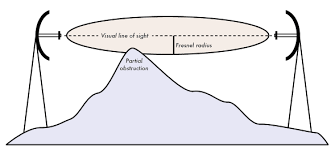 Visual line of sight
Fresnel radius
Partial
obstruction